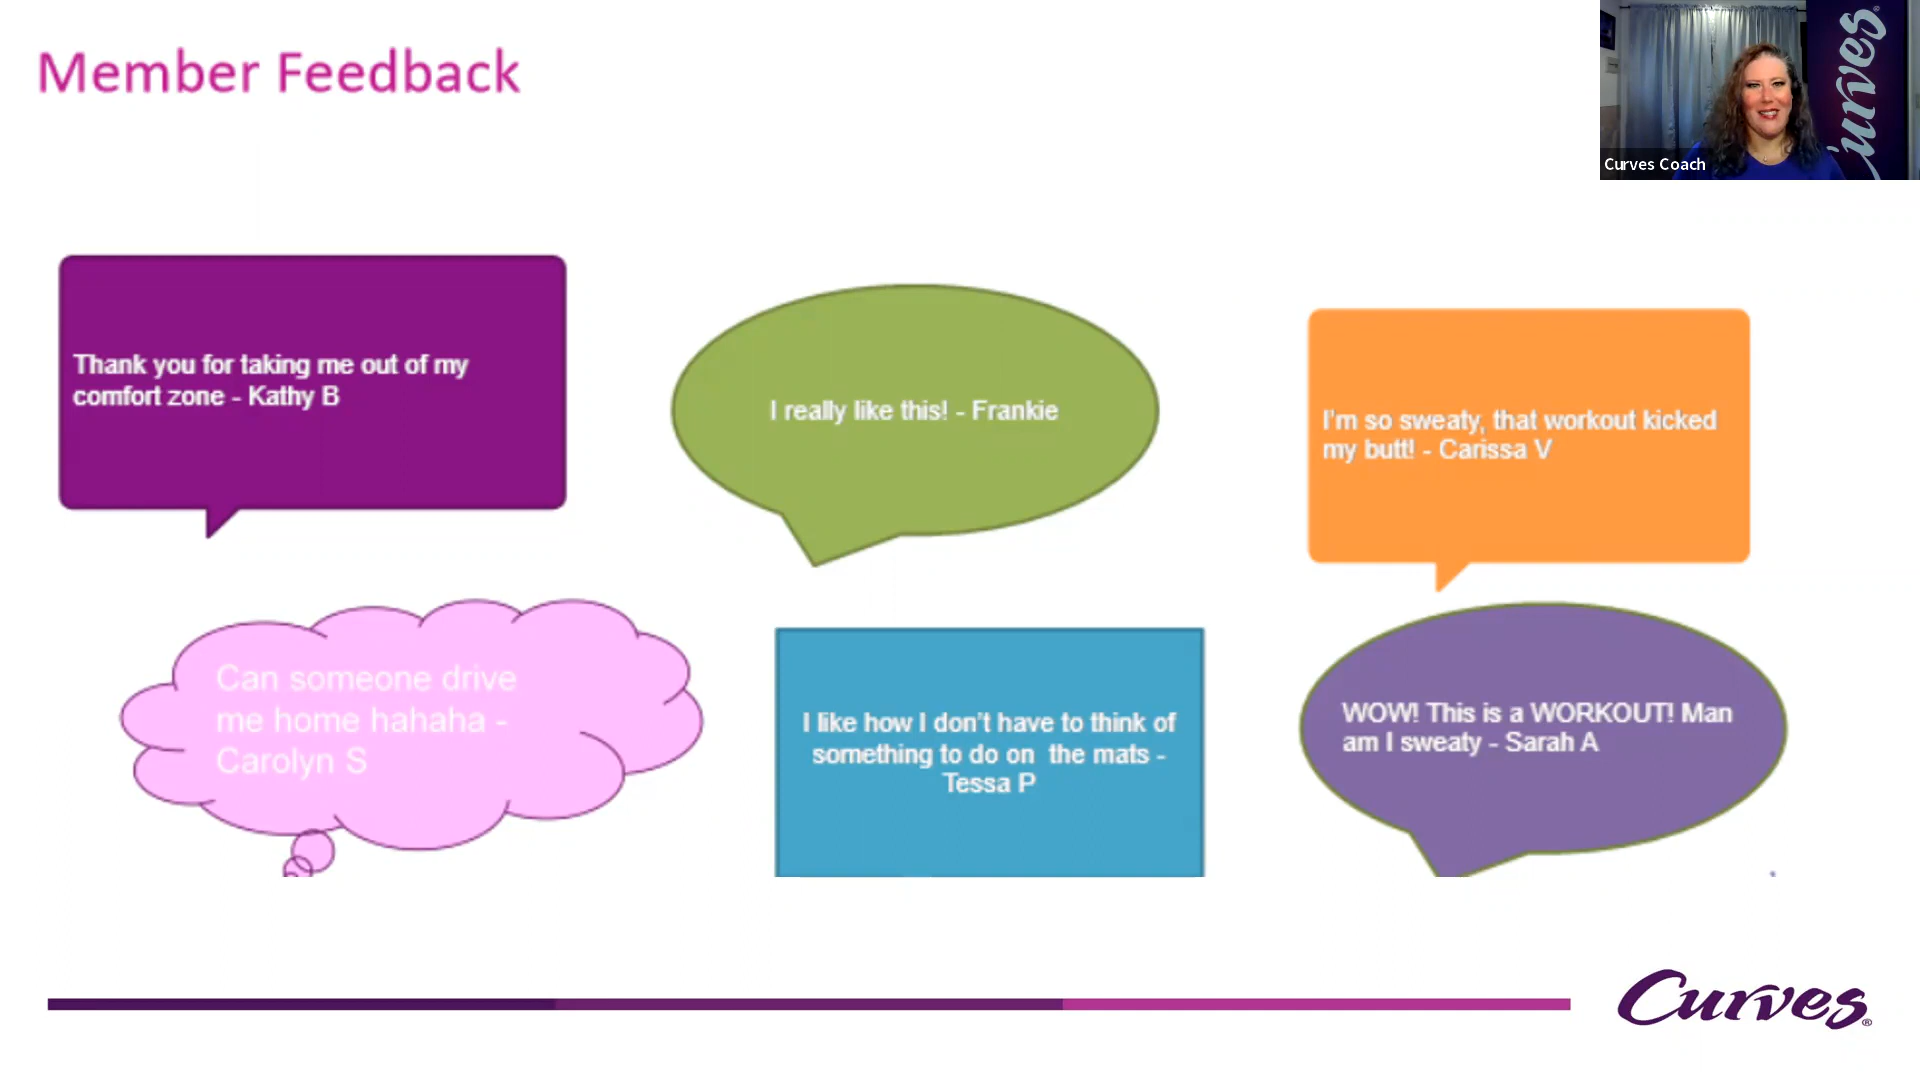 Member Feedback
Curves
Curves Coach
Thank you for taking me out of my
comfort zone - Kathy B
I really like this! - Frankie
I'm so sweaty, that workout kicked
my butt! - Carissa V
Can someone drive
me home hahaha -
Carolyn S
I like how I don't have to think of
something to do on  the mats -
Tessa P
WOW! This is a WORKOUT! Man
am I sweaty - Sarah A
Curves®